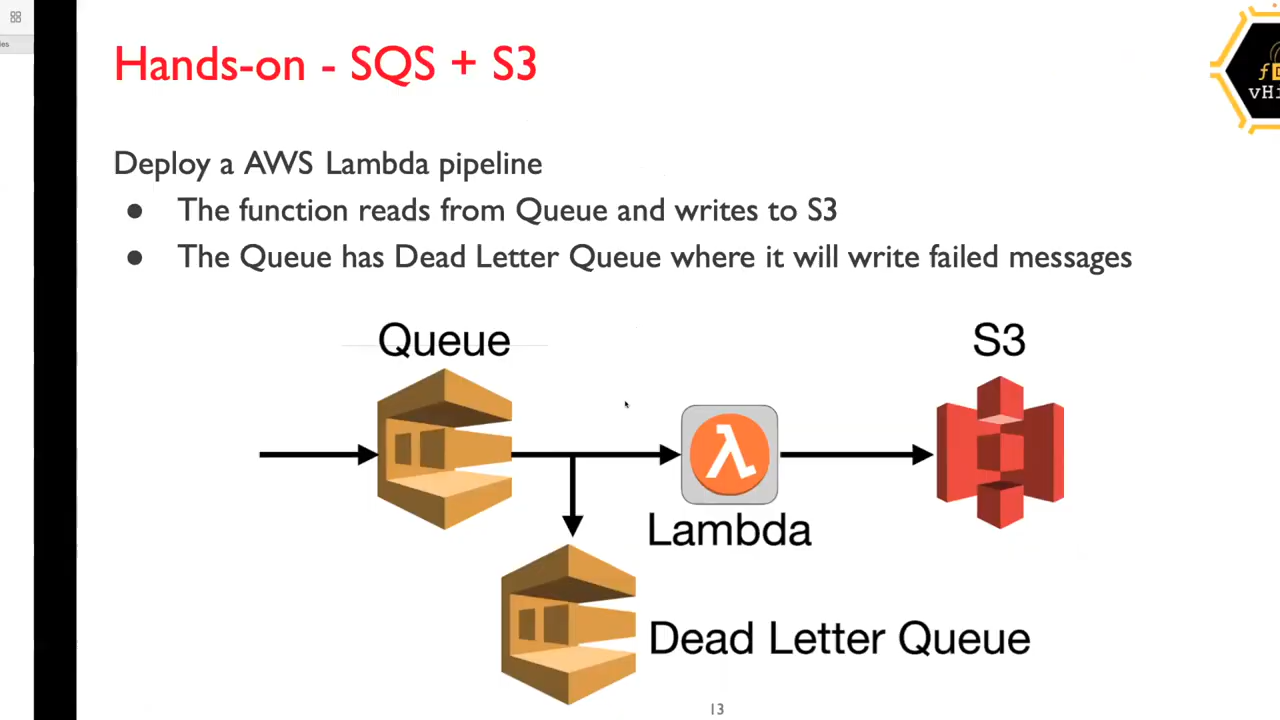 Hands-on - SQS + S3
Deploy a AWS Lambda pipeline
● The function reads from Queue and writes to S3
● The Queue has Dead Letter Queue where it will write failed messages
Queue
S3
λ
Lambda
Dead Letter Queue
13